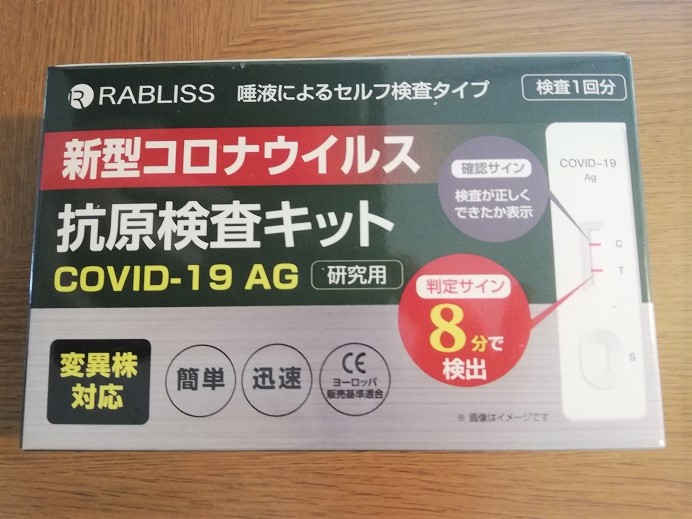 RABLISS 唾液によるセルフ検査タイプ 検査1回分
新型コロナウイルス
抗原検査キット
COVID-19 AG 研究用
確認サイン
検査が正しく
できたか表示
判定サイン
8分で
検出
COVID-19
Ag
C
T
S
変異株
対応
簡単
迅速
CE
ヨーロッパ
販売基準適合
※ 画像はイメージです